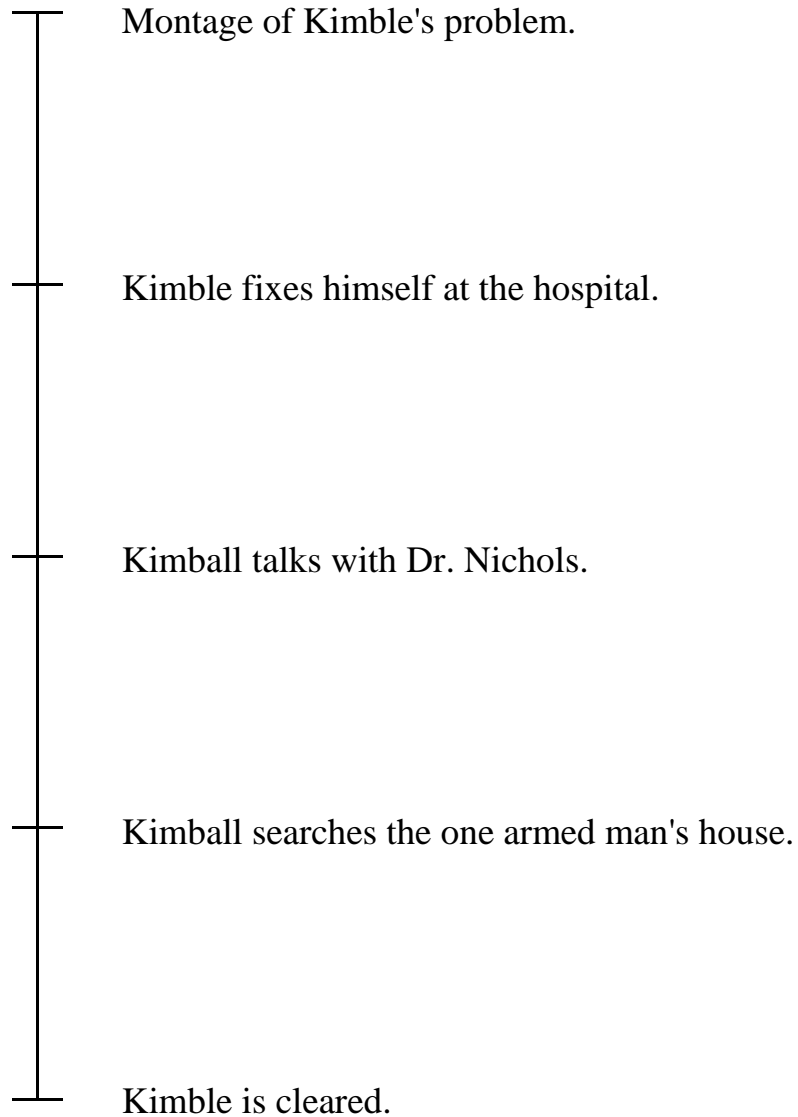 Montage of Kimble's problem.
Kimble fixes himself at the hospital.
Kimball talks with Dr. Nichols.
Kimball searches the one armed man's house.
Kimble is cleared.